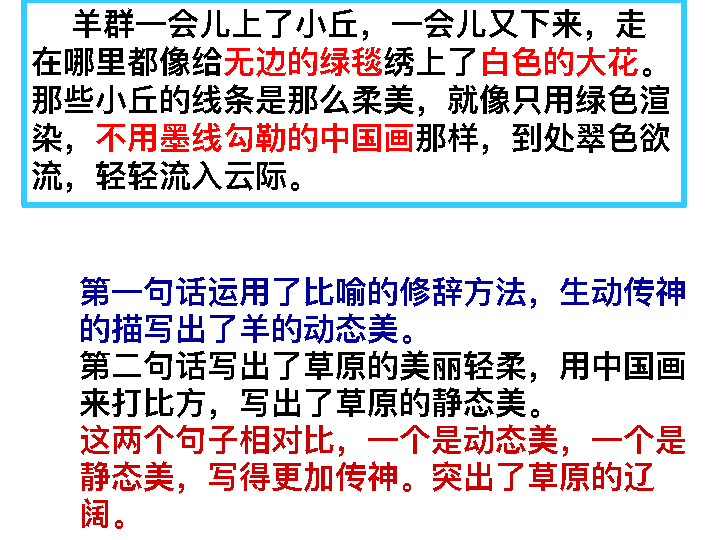 羊群一会儿上了小丘，一会儿又下来，走
在哪里都像给无边的绿毯绣上了白色的大花。
那些小丘的线条是那么柔美，就像只用绿色渲
染，不用墨线勾勒的中国画那样，到处翠色欲
流，轻轻流入云际。
第一句话运用了比喻的修辞方法，生动传神
的描写出了羊的动态美。
第二句话写出了草原的美丽轻柔，用中国画
来打比方，写出了草原的静态美。
这两个句子相对比，一个是动态美，一个是
静态美，写得更加传神。突出了草原的辽
阔。